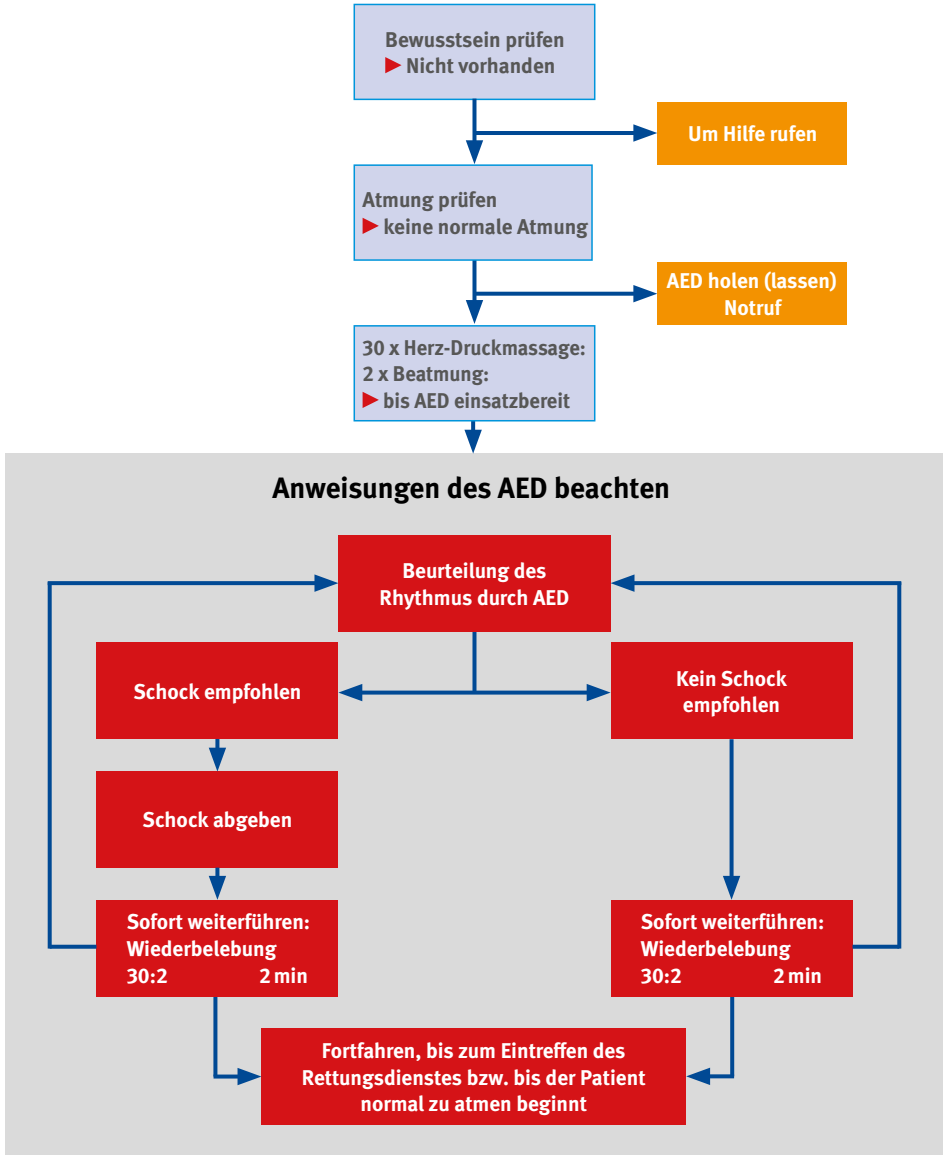 Bewusstsein prüfen
▶ Nicht vorhanden
Um Hilfe rufen
Atmung prüfen
▶ keine normale Atmung
AED holen (lassen)
Notruf
30 x Herz-Druckmassage:
2 x Beatmung:
▶ bis AED einsatzbereit
Anweisungen des AED beachten
Beurteilung des
Rhythmus durch AED
Schock empfohlen
Kein Schock
empfohlen
Schock abgeben
Sofort weiterführen:
Wiederbelebung
30:2 2 min
Sofort weiterführen:
Wiederbelebung
30:2 2 min
Fortfahren, bis zum Eintreffen des
Rettungsdienstes bzw. bis der Patient
normal zu atmen beginnt